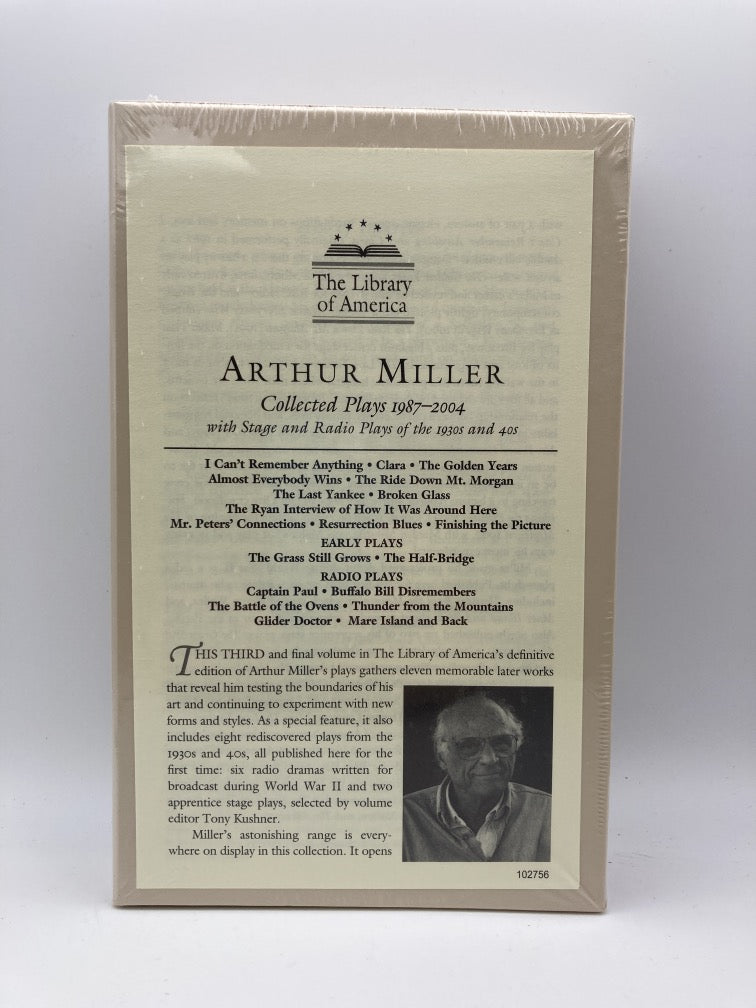 The Library
of America
ARTHUR MILLER
Collected Plays 1987–2004
with Stage and Radio Plays of the 1930s and 40s
I Can't Remember Anything • Clara • The Golden Years
Almost Everybody Wins • The Ride Down Mt. Morgan
The Last Yankee • Broken Glass
The Ryan Interview of How It Was Around Here
Mr. Peters' Connections • Resurrection Blues • Finishing the Picture
EARLY PLAYS
The Grass Still Grows • The Half-Bridge
RADIO PLAYS
Captain Paul • Buffalo Bill Disremembers
The Battle of the Ovens • Thunder from the Mountains
Glider Doctor • Mare Island and Back
THIS THIRD and final volume in The Library of America's definitive
edition of Arthur Miller's plays gathers eleven memorable later works
that reveal him testing the boundaries of his
art and continuing to experiment with new
forms and styles. As a special feature, it also
includes eight rediscovered plays from the
1930s and 40s, all published here for the
first time: six radio dramas written for
broadcast during World War II and two
apprentice stage plays, selected by volume
editor Tony Kushner.
Miller's astonishing range is every-
where on display in this collection. It opens
102756